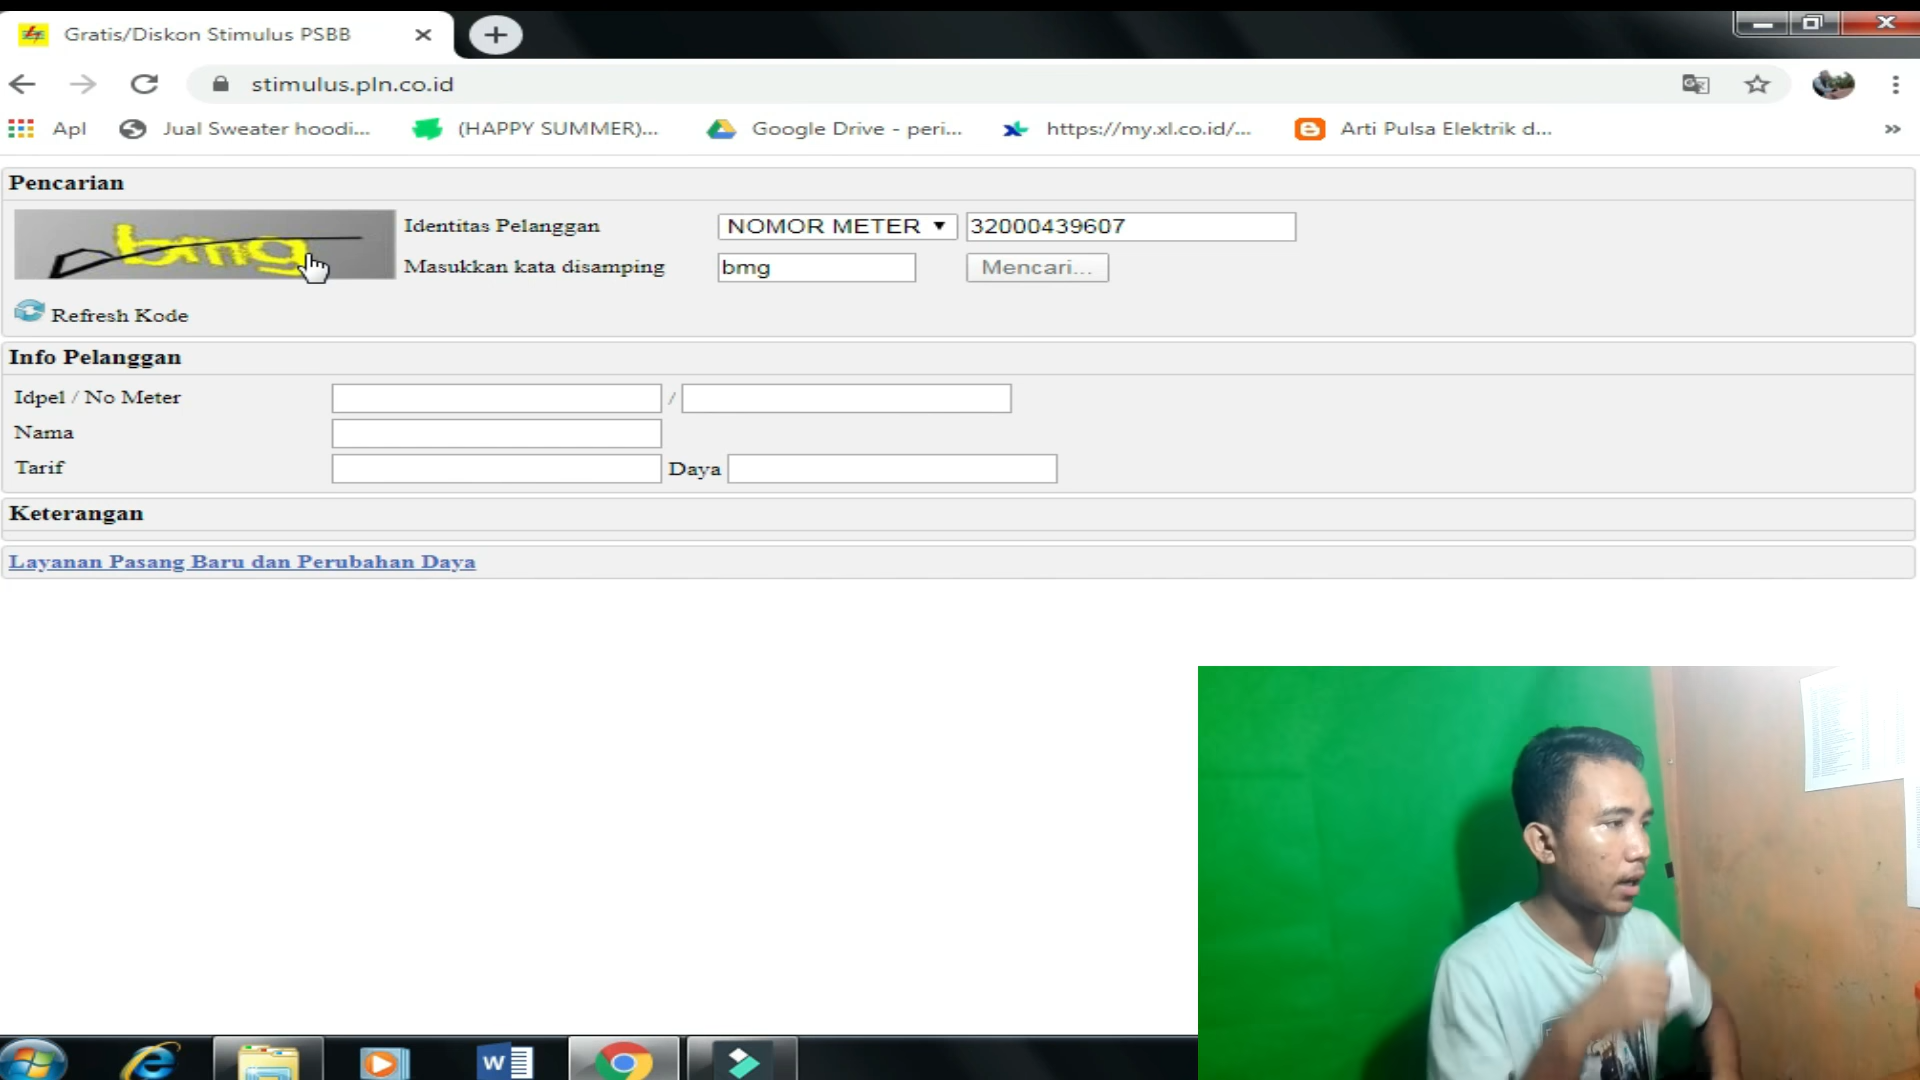 Gratis/Diskon Stimulus PSBB
stimulus.pln.co.id
Apl Jual Sweater hoodi... (HAPPY SUMMER)... Google Drive - peri... https://my.xl.co.id/... Arti Pulsa Elektrik d... »
Pencarian
bmg
Identitas Pelanggan NOMOR METER 32000439607
Masukkan kata disamping bmg Mencari...
Refresh Kode
Info Pelanggan
Idpel / No Meter /
Nama
Tarif Daya
Keterangan
Layanan Pasang Baru dan Perubahan Daya